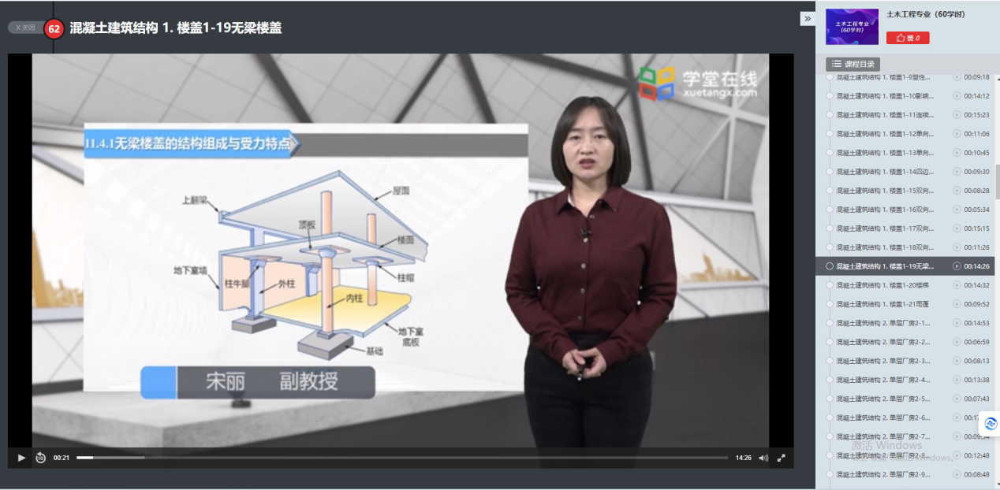 X 关闭
62
混凝土建筑结构 1. 楼盖1-19无梁楼盖
学堂在线
xuetangx.com
11.4.1无梁楼盖的结构组成与受力特点
上翻梁
屋面
顶板
楼面
地下室墙
柱牛腿
外柱
柱帽
内柱
地下室
底板
基础
宋丽 副教授
10
00:21
14:26
»
土木工程专业
(60学时)
土木工程专业（60学时）
赞 0
课程目录
混凝土建筑结构 1. 楼盖1-9塑性... 00:09:18
混凝土建筑结构 1. 楼盖1-10影响... 00:14:12
混凝土建筑结构 1. 楼盖1-11连续... 00:15:23
混凝土建筑结构 1. 楼盖1-12单向... 00:11:06
混凝土建筑结构 1. 楼盖1-13单向... 00:10:45
混凝土建筑结构 1. 楼盖1-14四边... 00:09:30
混凝土建筑结构 1. 楼盖1-15双向... 00:08:28
混凝土建筑结构 1. 楼盖1-16双向... 00:05:34
混凝土建筑结构 1. 楼盖1-17双向... 00:15:15
混凝土建筑结构 1. 楼盖1-18双向... 00:11:26
混凝土建筑结构 1. 楼盖1-19无梁... 00:14:26
混凝土建筑结构 1. 楼盖1-20楼梯 00:14:32
混凝土建筑结构 1. 楼盖1-21雨蓬 00:09:52
混凝土建筑结构 2. 单层厂房2-1... 00:14:53
混凝土建筑结构 2. 单层厂房2-2... 00:06:59
混凝土建筑结构 2. 单层厂房2-3... 00:08:13
混凝土建筑结构 2. 单层厂房2-4... 00:13:38
混凝土建筑结构 2. 单层厂房2-5... 00:07:43
混凝土建筑结构 2. 单层厂房2-6...
混凝土建筑结构 2. 单层厂房2-7...
激活 Windows
混凝土建筑结构 2. 单层厂房2-8... 00:12:48
混凝土建筑结构 2. 单层厂房2-9... 00:08:48